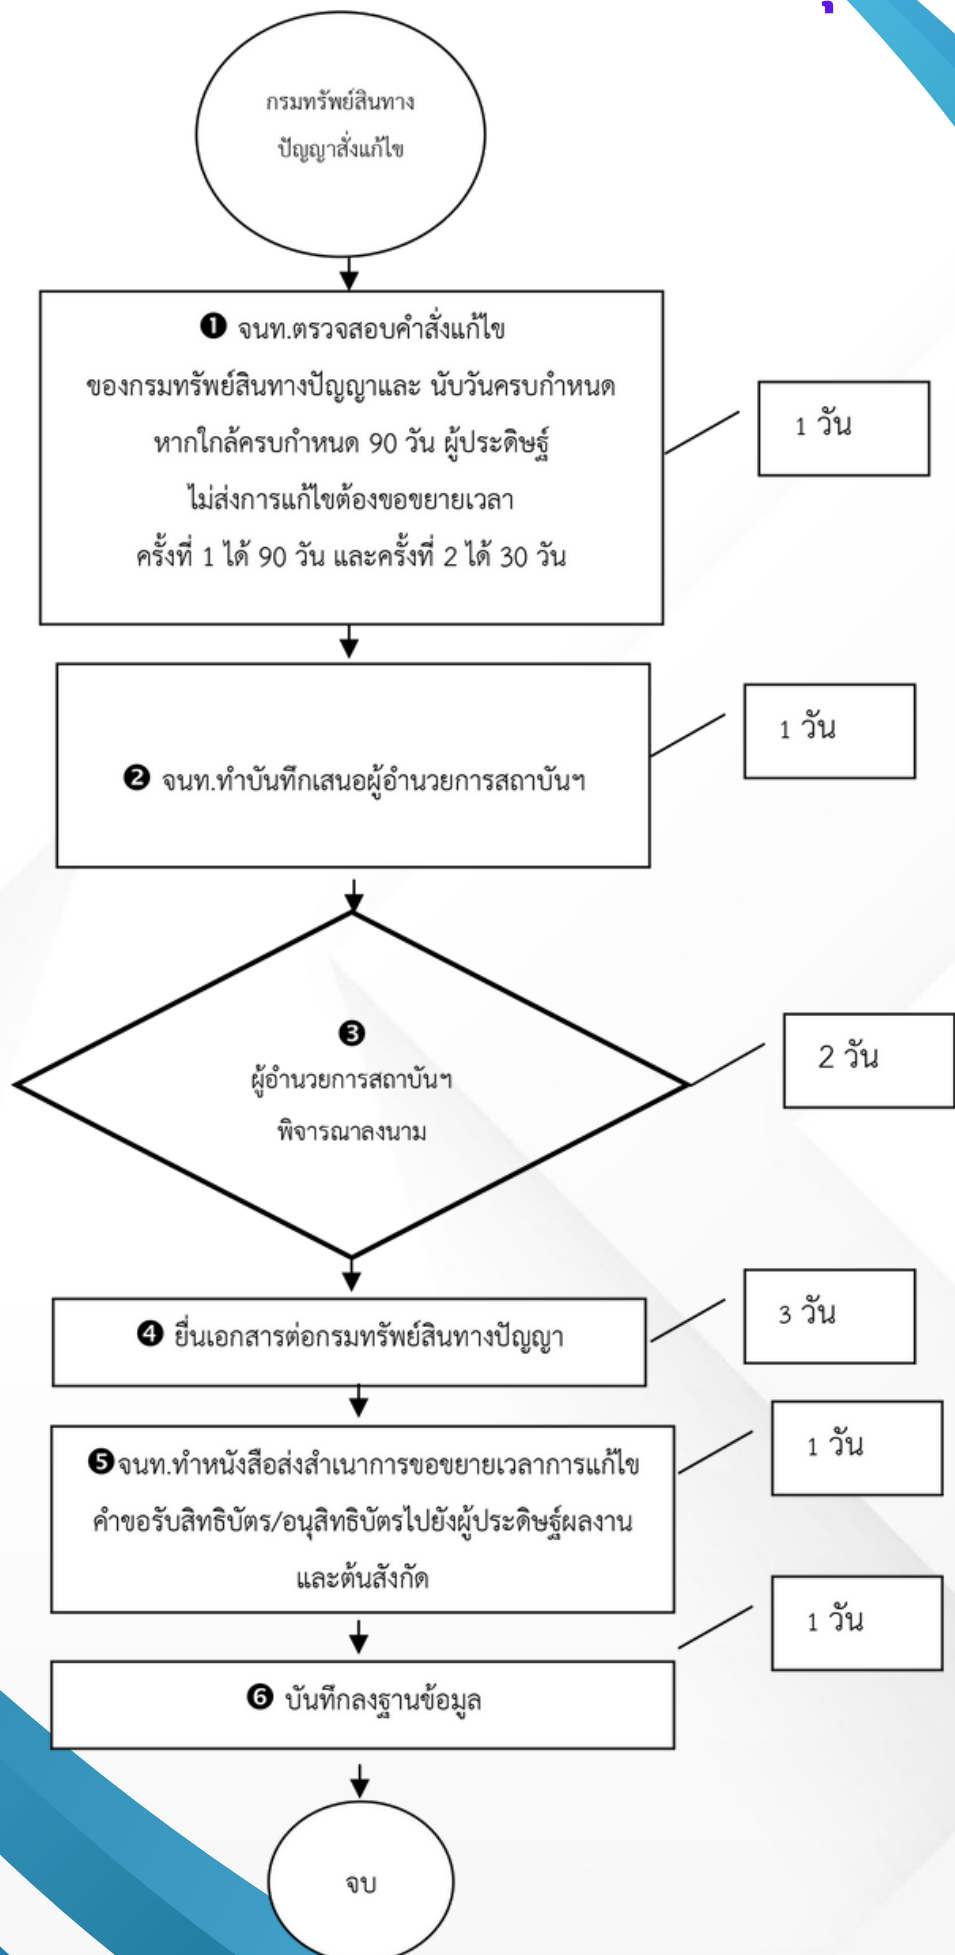 กรมทรัพย์สินทาง
ปัญญาสั่งแก้ไข
❶ จนท.ตรวจสอบคำสั่งแก้ไข
ของกรมทรัพย์สินทางปัญญาและ นับวันครบกำหนด
หากใกล้ครบกำหนด 90 วัน ผู้ประดิษฐ์
ไม่ส่งการแก้ไขต้องขอขยายเวลา
ครั้งที่ 1 ได้ 90 วัน และครั้งที่ 2 ได้ 30 วัน
1 วัน
❷ จนท.ทำบันทึกเสนอผู้อำนวยการสถาบันฯ
1 วัน
❸
ผู้อำนวยการสถาบันฯ
พิจารณาลงนาม
2 วัน
❹ ยื่นเอกสารต่อกรมทรัพย์สินทางปัญญา
3 วัน
❺จนท.ทำหนังสือส่งสำเนาการขอขยายเวลาการแก้ไข
คำขอรับสิทธิบัตร/อนุสิทธิบัตรไปยังผู้ประดิษฐ์ผลงาน
และต้นสังกัด
1 วัน
❻ บันทึกลงฐานข้อมูล
1 วัน
จบ